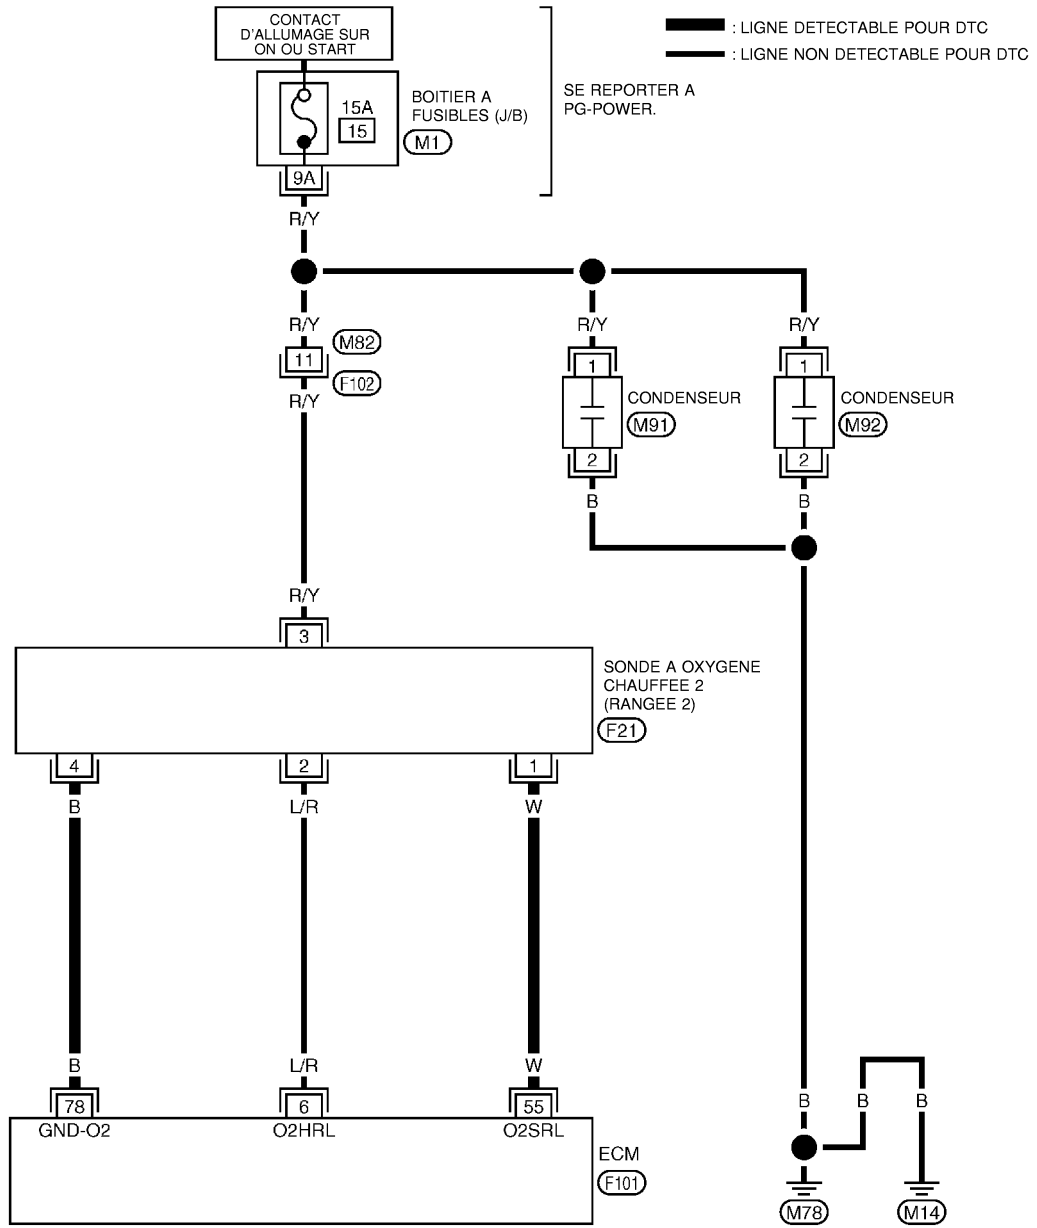 CONTACT
D'ALLUMAGE SUR
ON OU START
: LIGNE DETECTABLE POUR DTC
: LIGNE NON DETECTABLE POUR DTC
15A
15
BOITIER A
FUSIBLES (J/B)
M1
SE REPORTER A
PG-POWER.
9A
R/Y
R/Y
R/Y
R/Y
M82
11
F102
R/Y
1
1
CONDENSEUR
M91
CONDENSEUR
M92
2
2
B
B
R/Y
3
SONDE A OXYGENE
CHAUFFEE 2
(RANGEE 2)
F21
4
2
1
B
L/R
W
B
L/R
W
78
6
55
GND-O2
O2HRL
O2SRL
ECM
F101
B
B
B
M78
M14